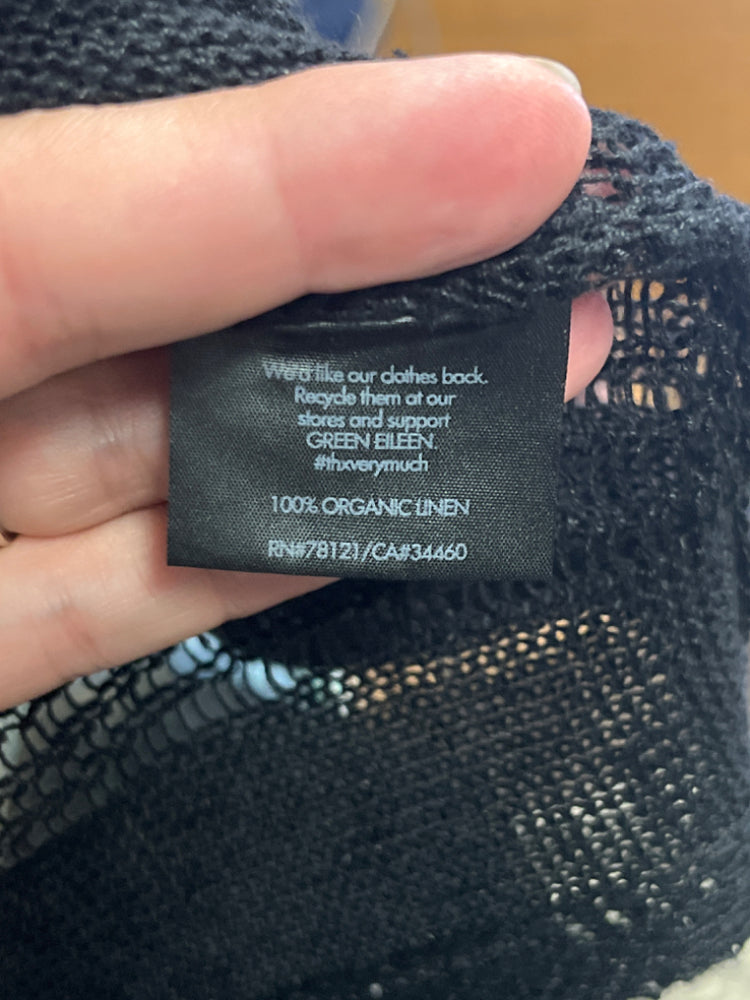 We'd like our clothes back.
Recycle them at our
stores and support
GREEN EILEEN.
#thxverymuch
100% ORGANIC LINEN
RN#78121/CA#34460